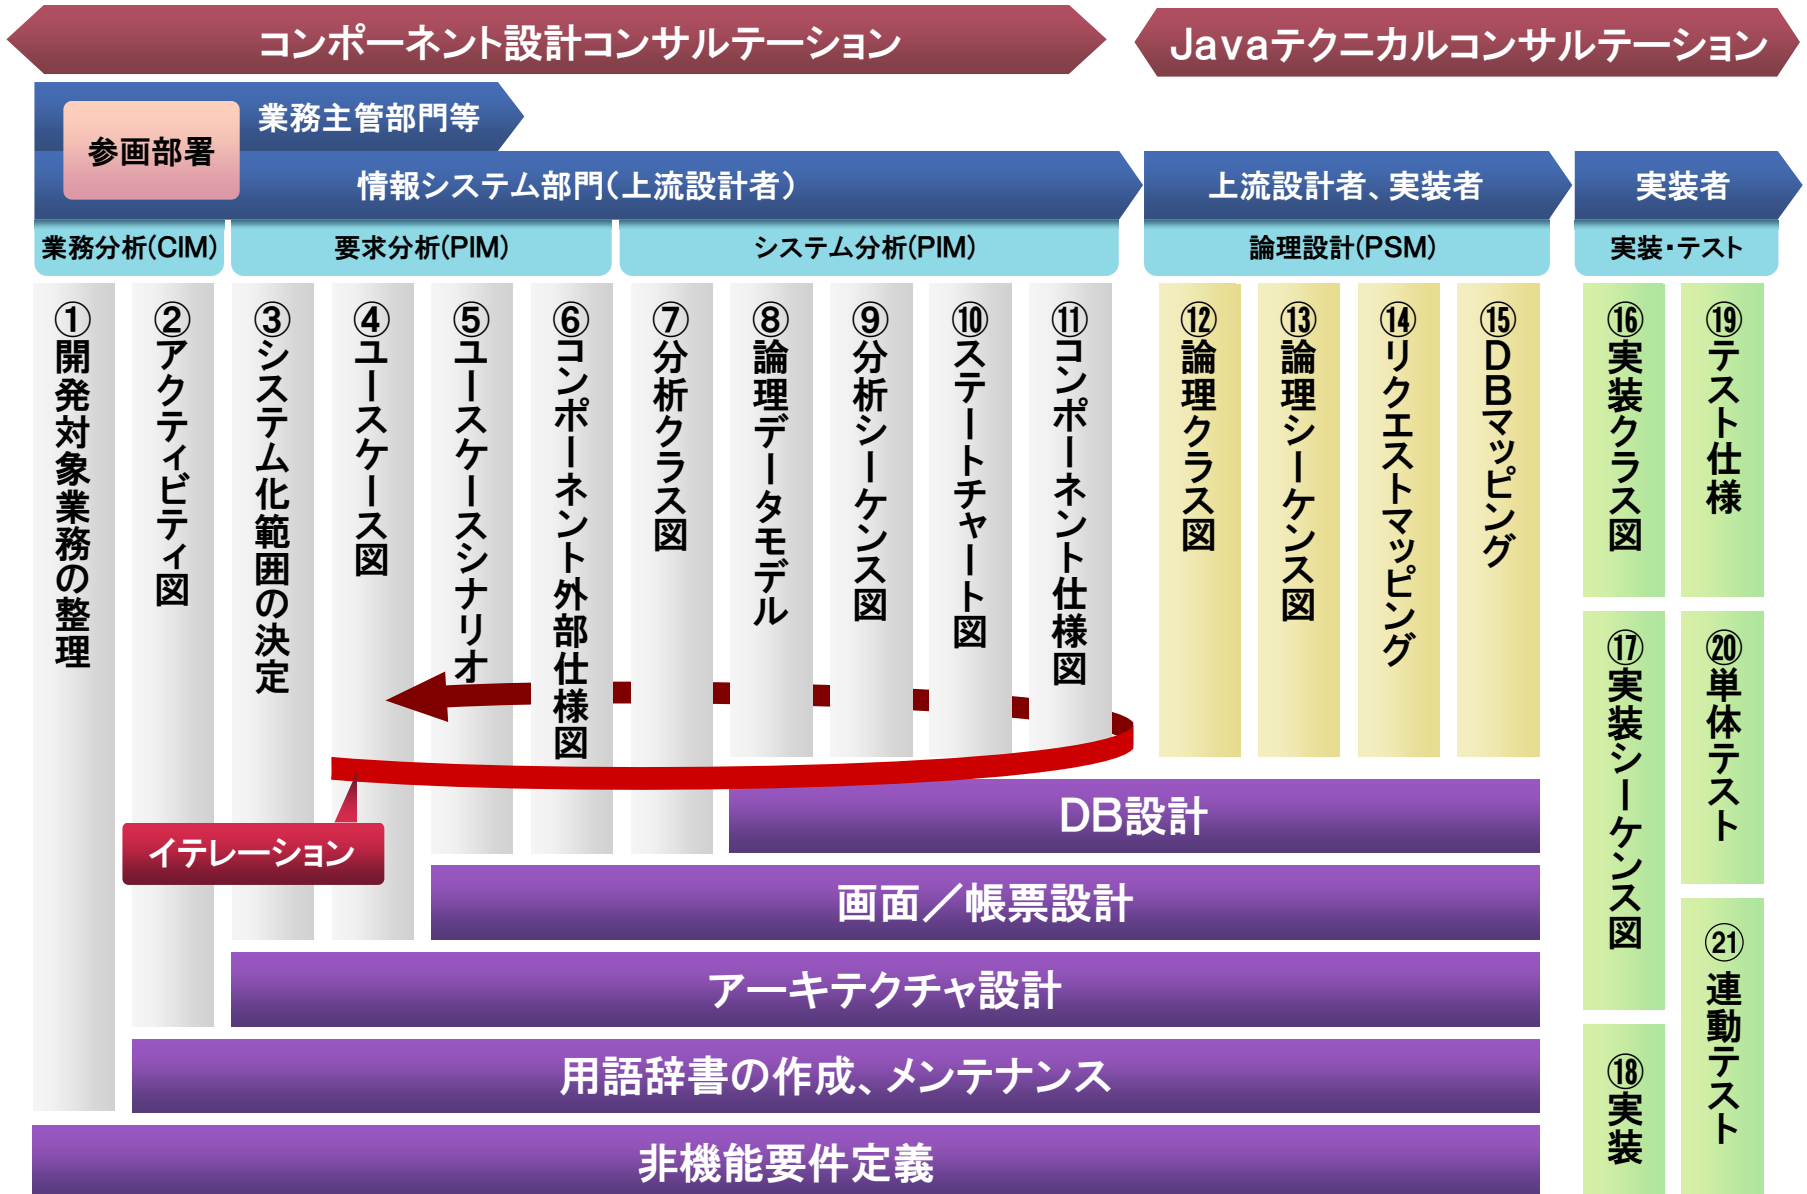 コンポーネント設計コンサルテーション
Javaテクニカルコンサルテーション
参画部署
業務主管部門等
情報システム部門(上流設計者)
上流設計者、実装者
実装者
業務分析(CIM)
要求分析(PIM)
システム分析(PIM)
論理設計(PSM)
実装・テスト
①開発対象業務の整理
②アクティビティ図
③システム化範囲の決定
④ユースケース図
⑤ユースケースシナリオ
⑥コンポーネント外部仕様図
⑦分析クラス図
⑧論理データモデル
⑨分析シーケンス図
⑩ステートチャート図
⑪コンポーネント仕様図
⑫論理クラス図
⑬論理シーケンス図
⑭リクエストマッピング
⑮DBマッピング
⑯実装クラス図
⑰実装シーケンス図
⑱実装
⑲テスト仕様
⑳単体テスト
㉑連動テスト
イテレーション
DB設計
画面／帳票設計
アーキテクチャ設計
用語辞書の作成、メンテナンス
非機能要件定義